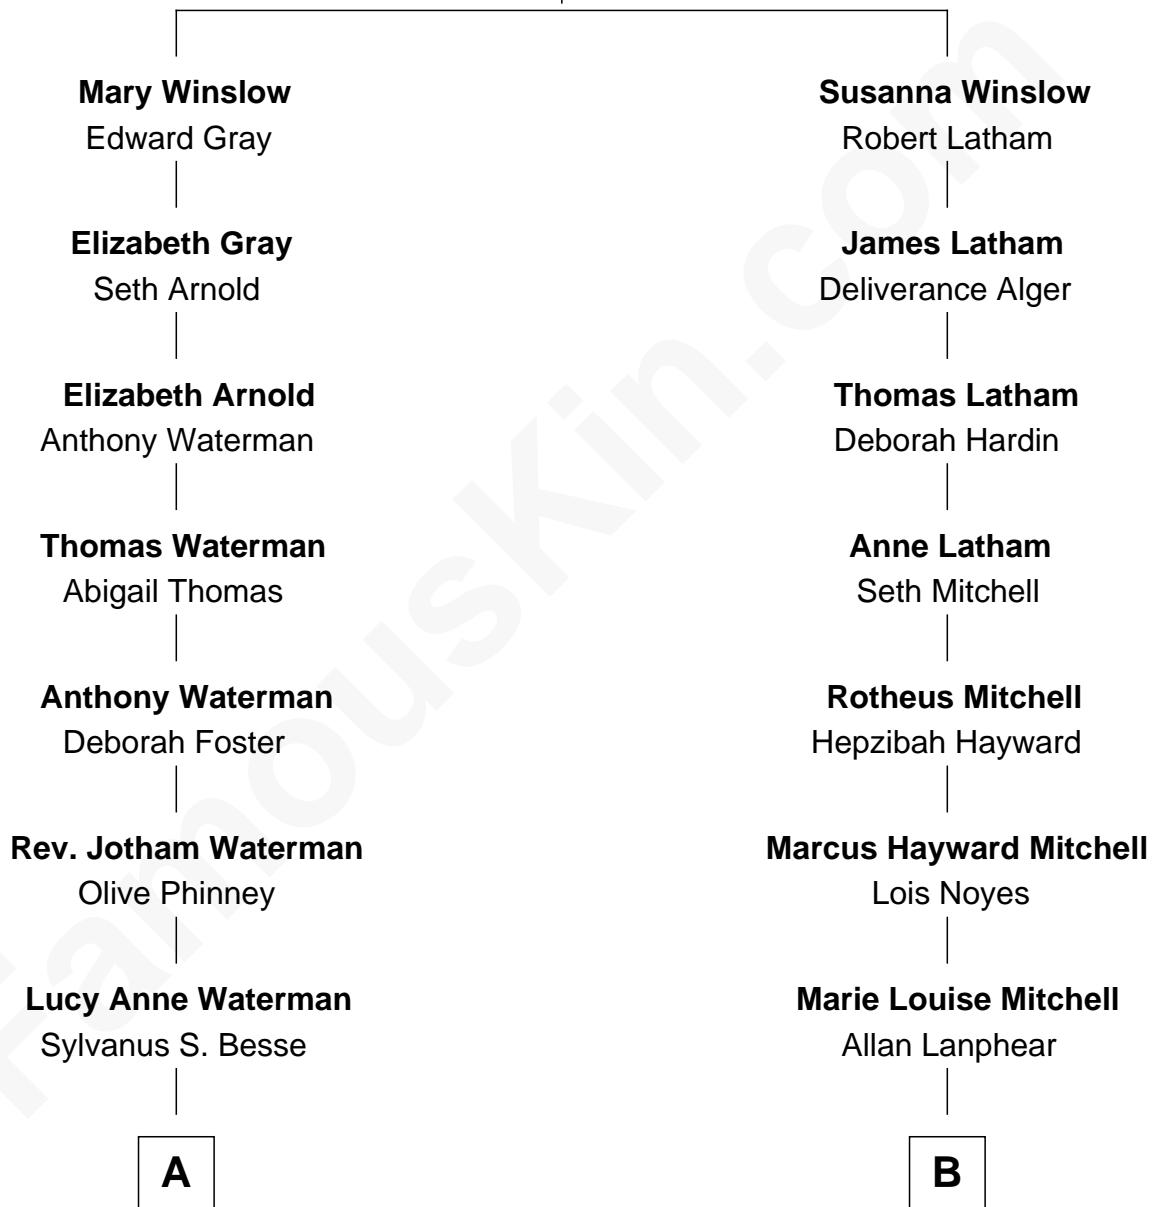 Mary Winslow
Edward Gray
Elizabeth Gray
Seth Arnold
Elizabeth Arnold
Anthony Waterman
Thomas Waterman
Abigail Thomas
Anthony Waterman
Deborah Foster
Rev. Jotham Waterman
Olive Phinney
Lucy Anne Waterman
Sylvanus S. Besse
A
Susanna Winslow
Robert Latham
James Latham
Deliverance Alger
Thomas Latham
Deborah Hardin
Anne Latham
Seth Mitchell
Rotheus Mitchell
Hepzibah Hayward
Marcus Hayward Mitchell
Lois Noyes
Marie Louise Mitchell
Allan Lanphear
B
FamousKin.com